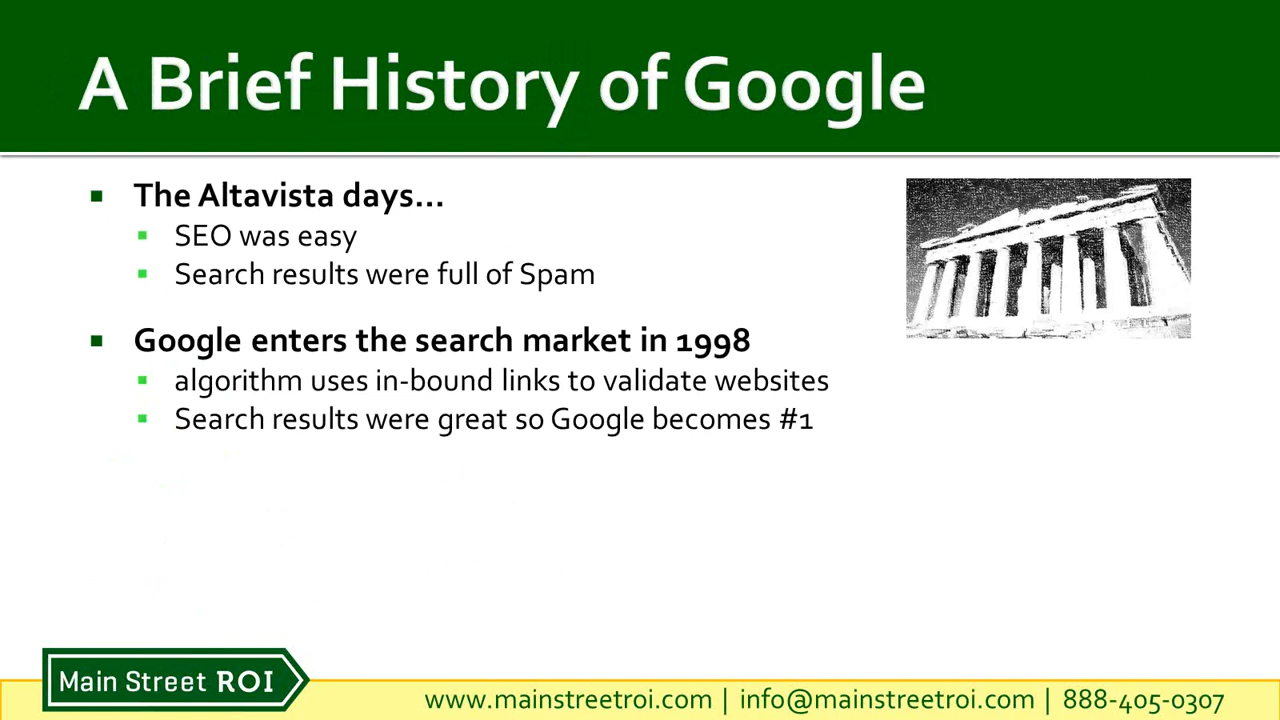 A Brief History of Google
The Altavista days...
SEO was easy
Search results were full of Spam
Google enters the search market in 1998
algorithm uses in-bound links to validate websites
Search results were great so Google becomes #1
Main Street ROI
www.mainstreetroi.com | info@mainstreetroi.com | 888-405-0307